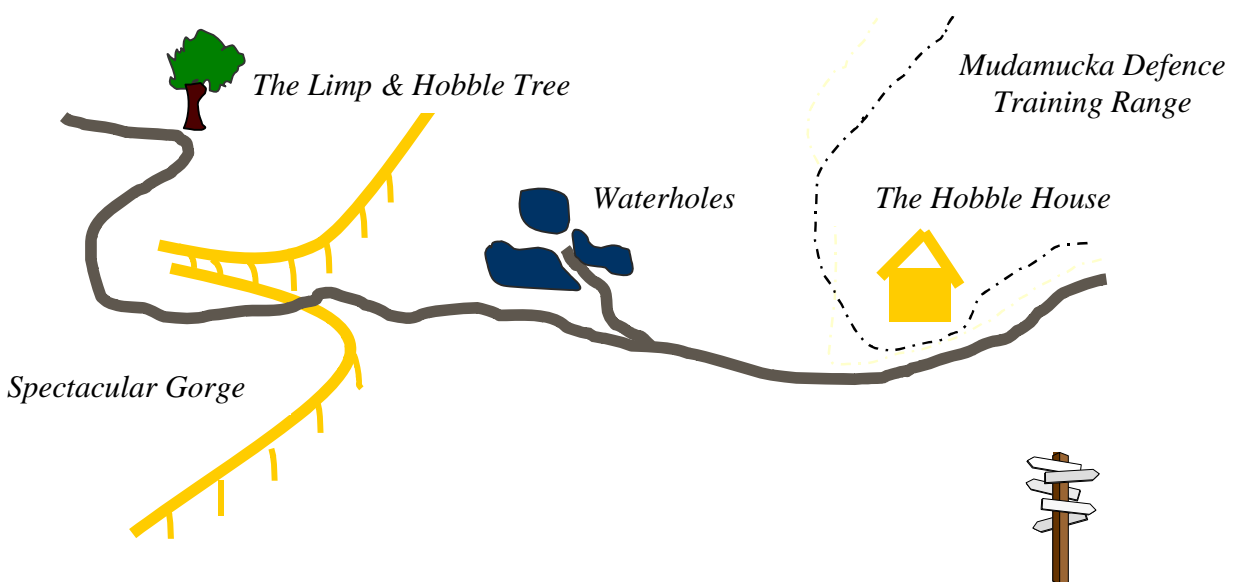 The Limp & Hobble Tree
Mudamucka Defence
Training Range
Waterholes
The Hobble House
Spectacular Gorge